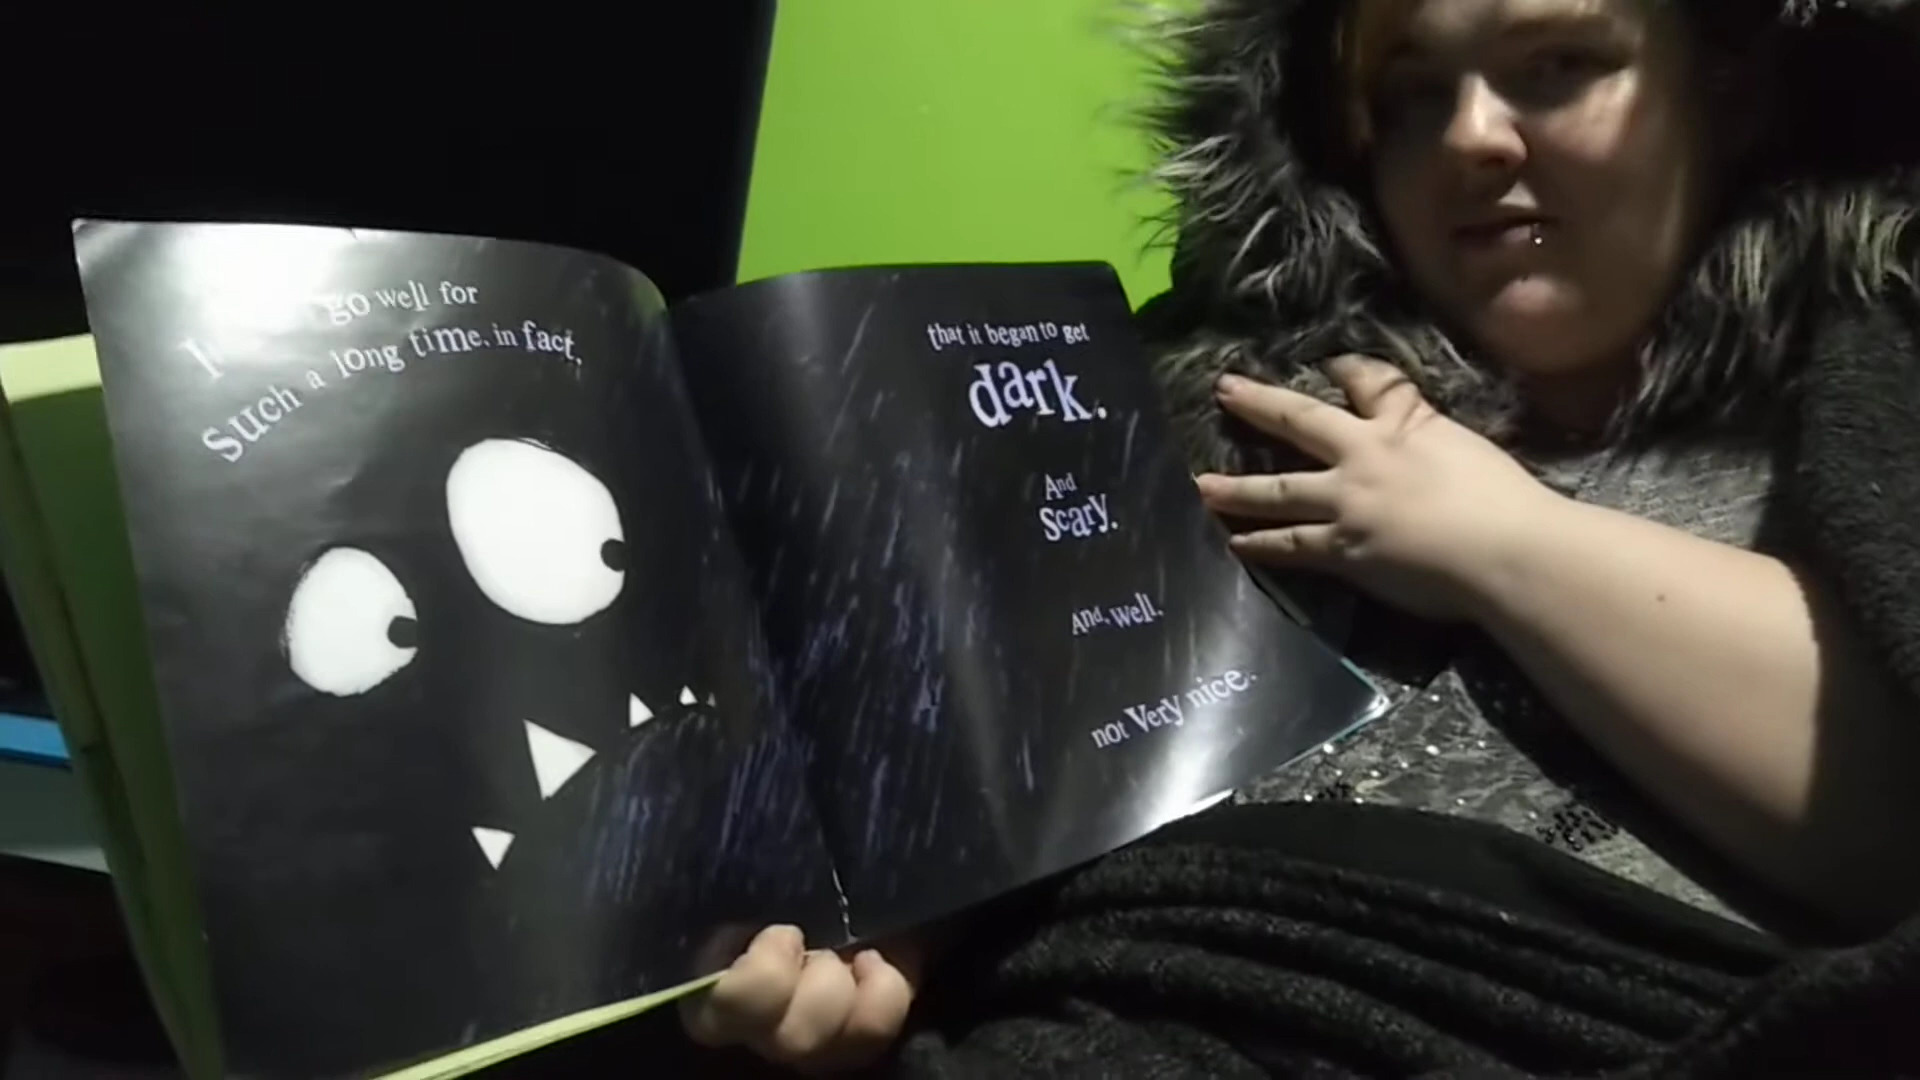 go well for
such a long time, in fact,
that it began to get
dark.
And
scary.
And, well,
not very nice.